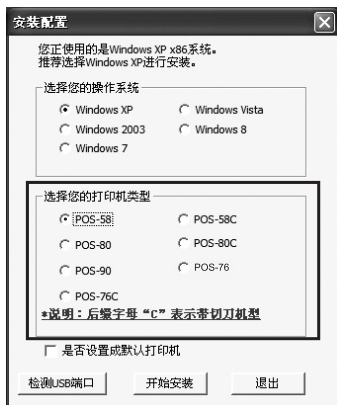 安装配置
您正使用的是Windows XP x86系统。
推荐选择Windows XP进行安装。
选择您的操作系统
Windows XP Windows Vista
Windows 2003 Windows 8
Windows 7
选择您的打印机类型
POS-58 POS-58C
POS-80 POS-80C
POS-90 POS-76
POS-76C
*说明：后缀字母“C”表示带切刀机型
是否设置成默认打印机
检测USB端口 开始安装 退出